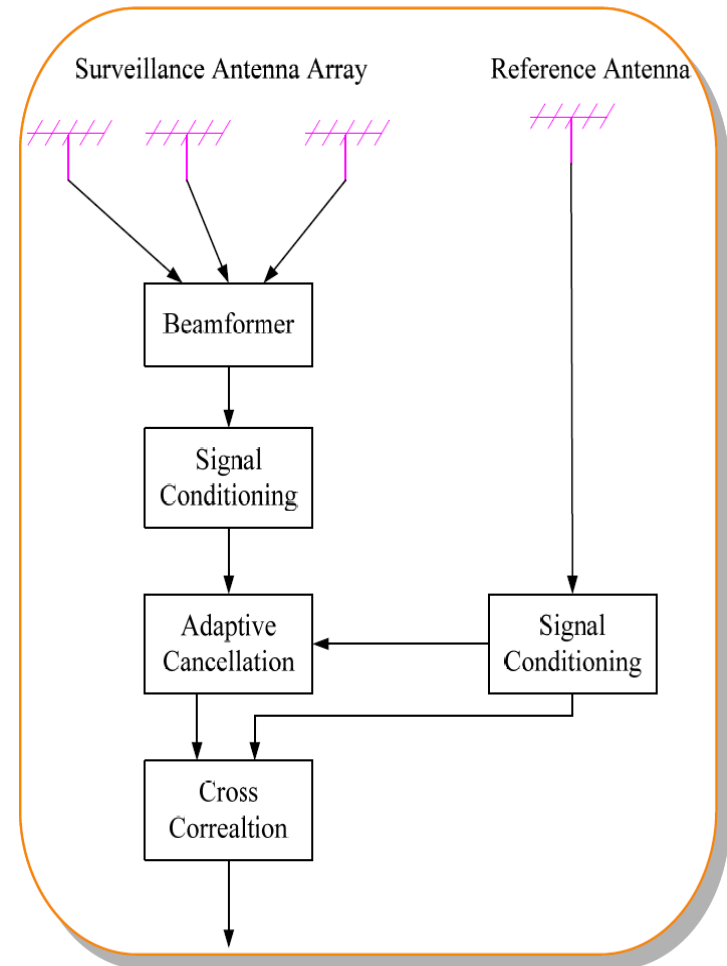 Surveillance Antenna Array
Reference Antenna
Beamformer
Signal
Conditioning
Adaptive
Cancellation
Signal
Conditioning
Cross
Correaltion